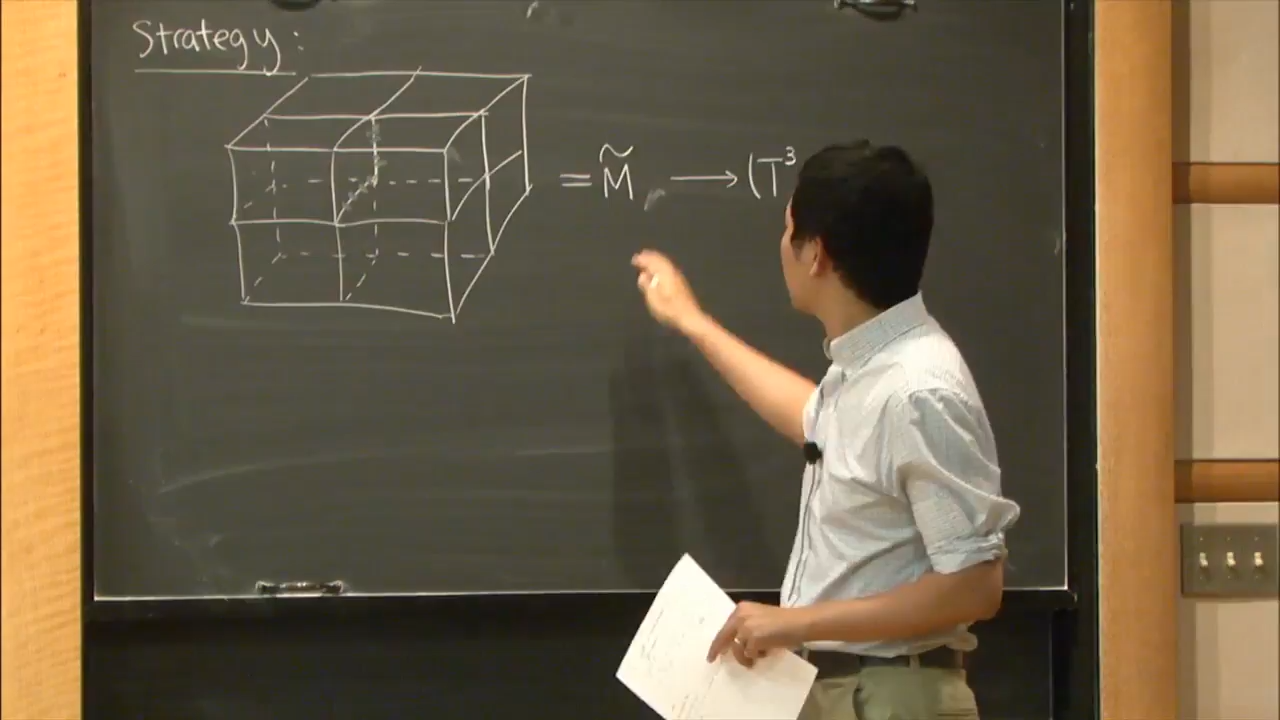 Strategy:
= M̃ ⟶ (T³